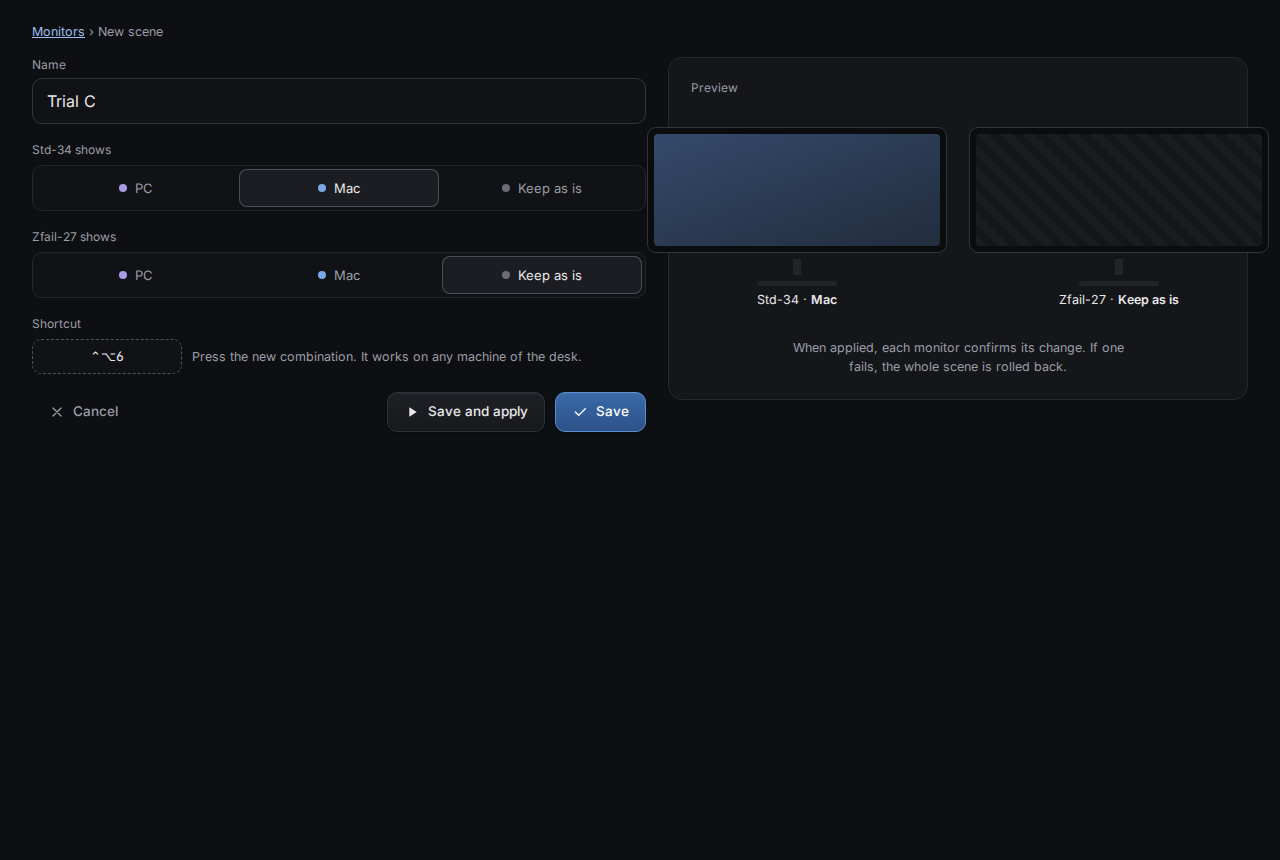 Monitors › New scene
Name
Trial C
Std-34 shows
PC
Mac
Keep as is
Zfail-27 shows
PC
Mac
Keep as is
Shortcut
⌃⌥6
Press the new combination. It works on any machine of the desk.
Cancel
Save and apply
Save
Preview
Std-34 · Mac
Zfail-27 · Keep as is
When applied, each monitor confirms its change. If one
fails, the whole scene is rolled back.